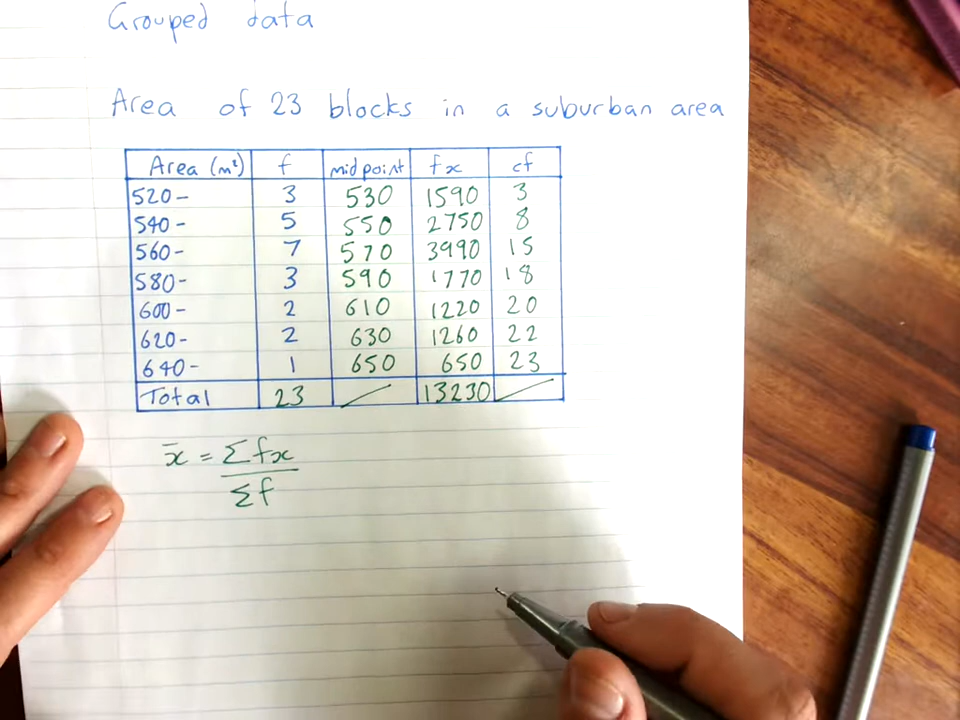 Grouped data
Area of 23 blocks in a suburban area
Area (m²) f midpoint fx cf
520- 3 530 1590 3
540- 5 550 2750 8
560- 7 570 3990 15
580- 3 590 1770 18
600- 2 610 1220 20
620- 2 630 1260 22
640- 1 650 650 23
Total 23 / 13230 /
x̄ = Σfx
Σf